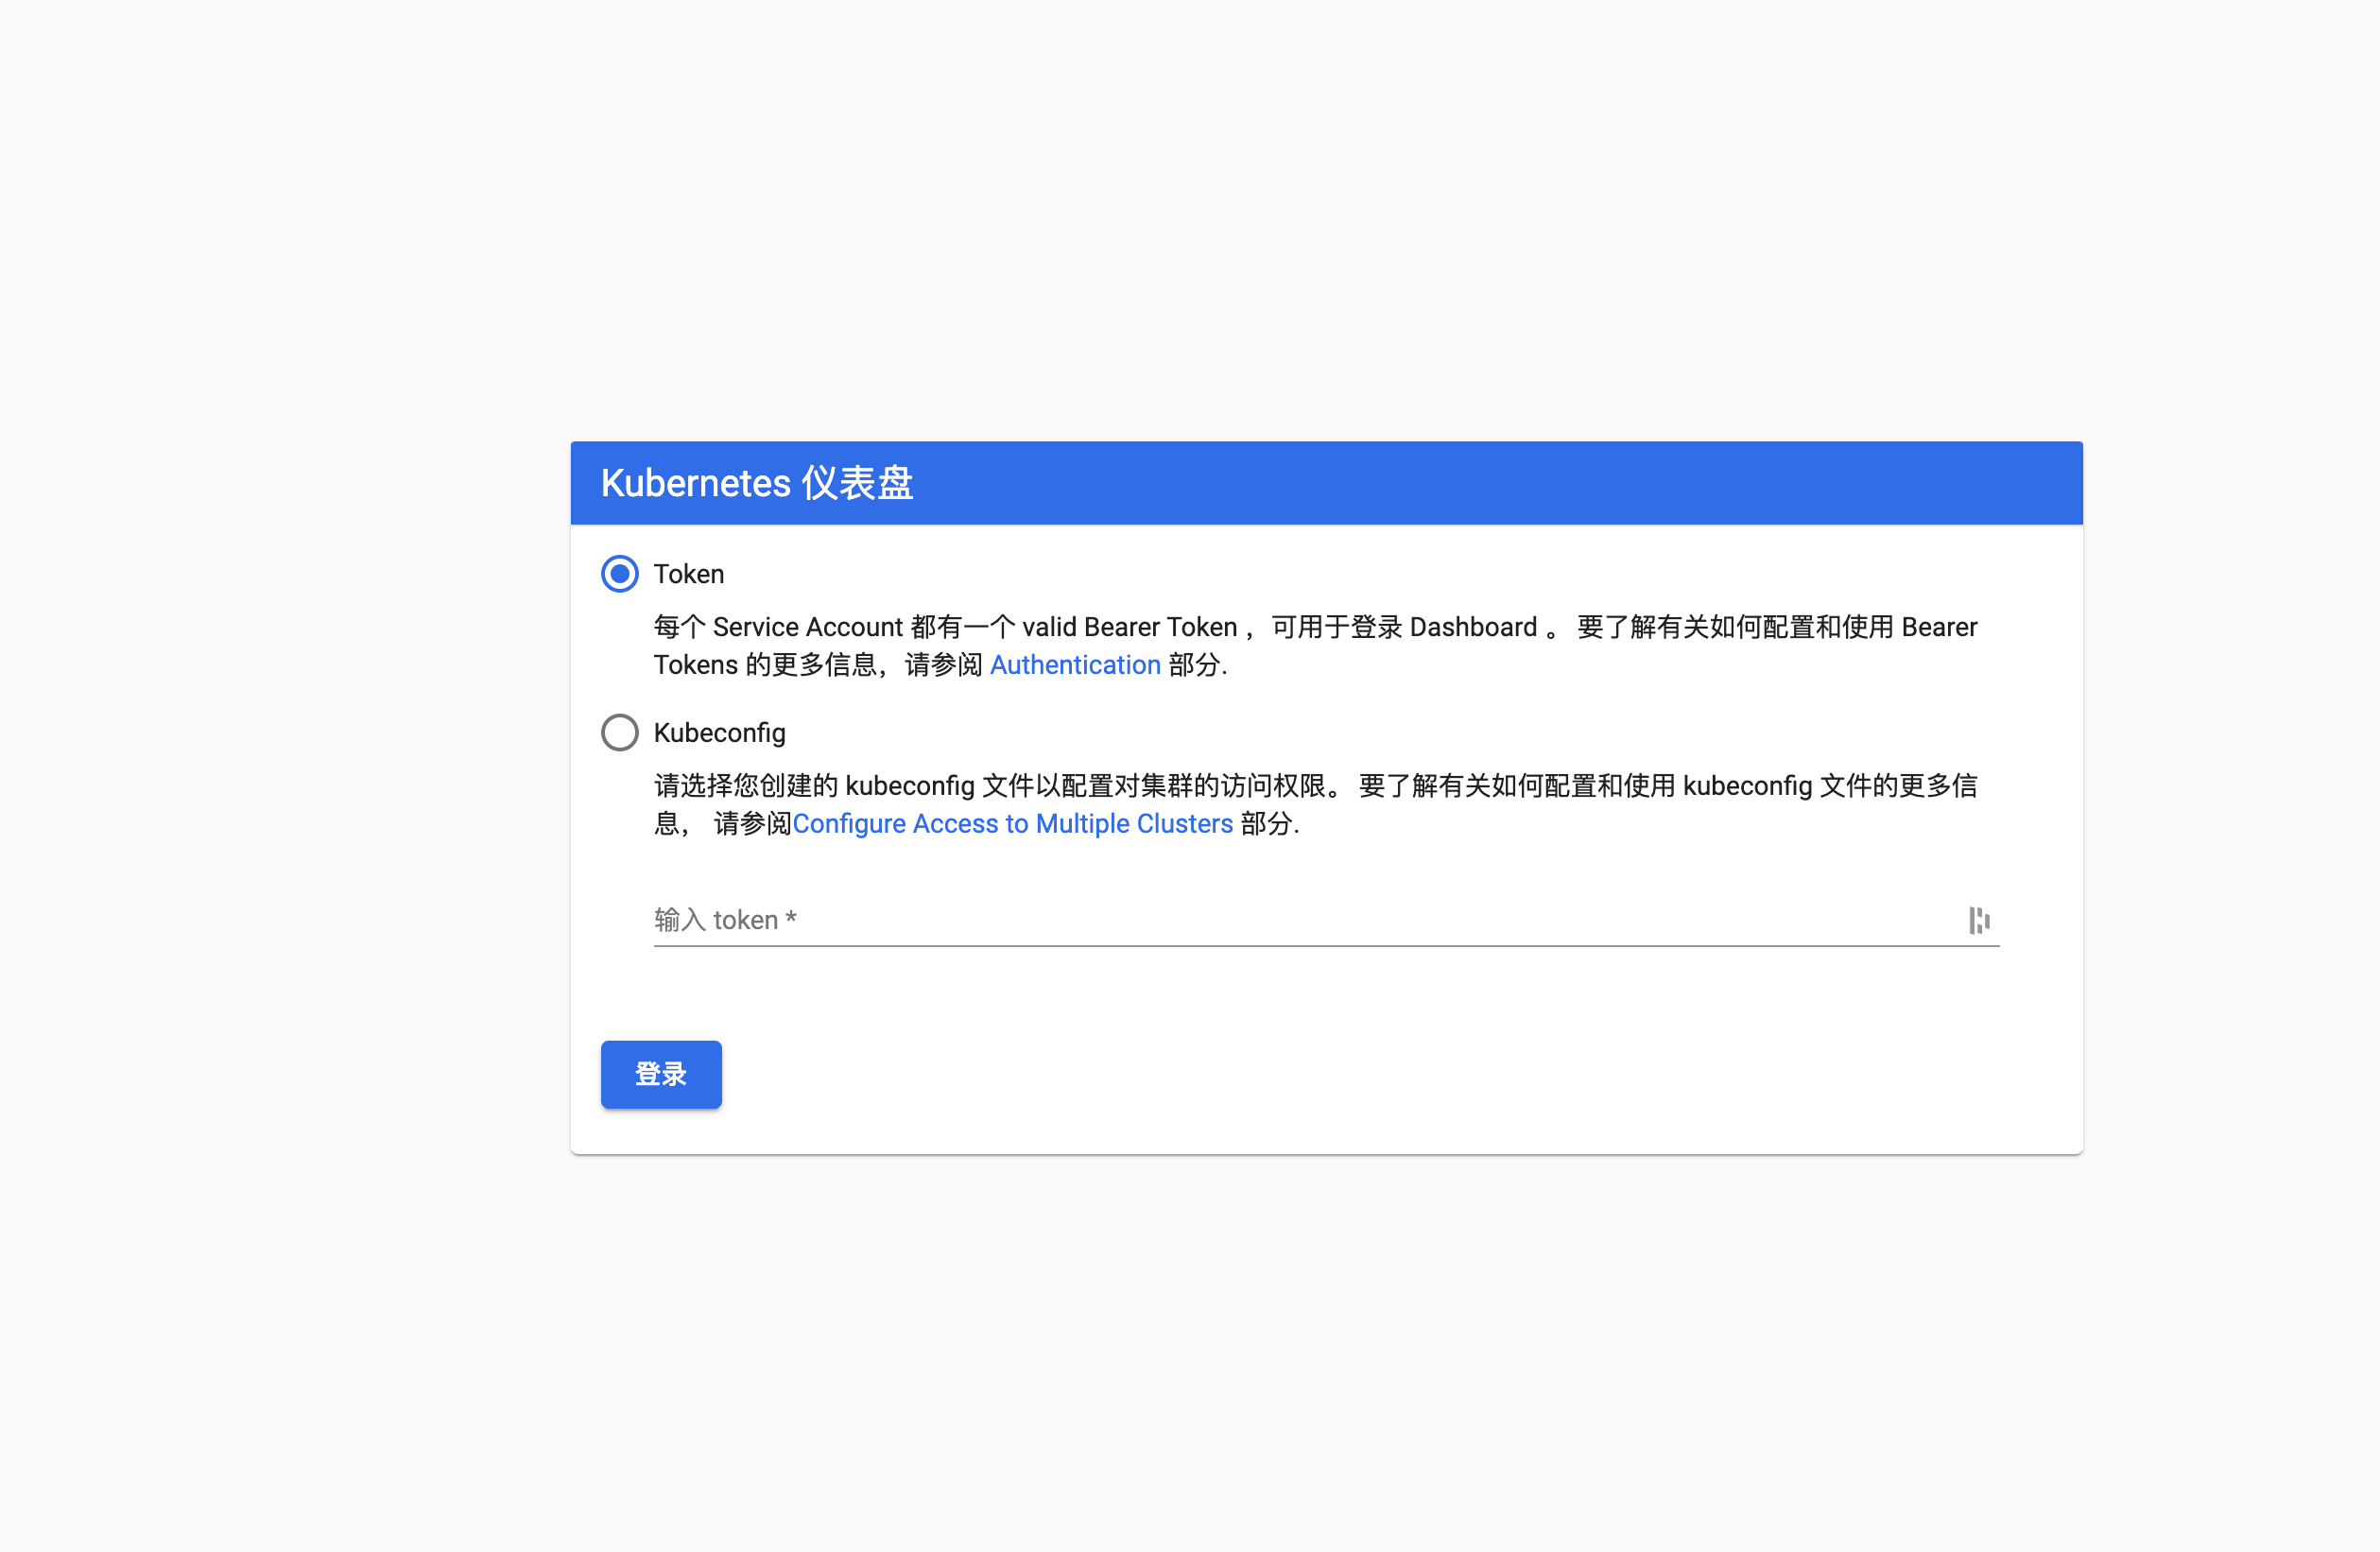 Kubernetes 仪表盘
Token
每个 Service Account 都有一个 valid Bearer Token ，可用于登录 Dashboard 。 要了解有关如何配置和使用 Bearer
Tokens 的更多信息，请参阅 Authentication 部分.
Kubeconfig
请选择您创建的 kubeconfig 文件以配置对集群的访问权限。 要了解有关如何配置和使用 kubeconfig 文件的更多信
息， 请参阅Configure Access to Multiple Clusters 部分.
输入 token *
登录